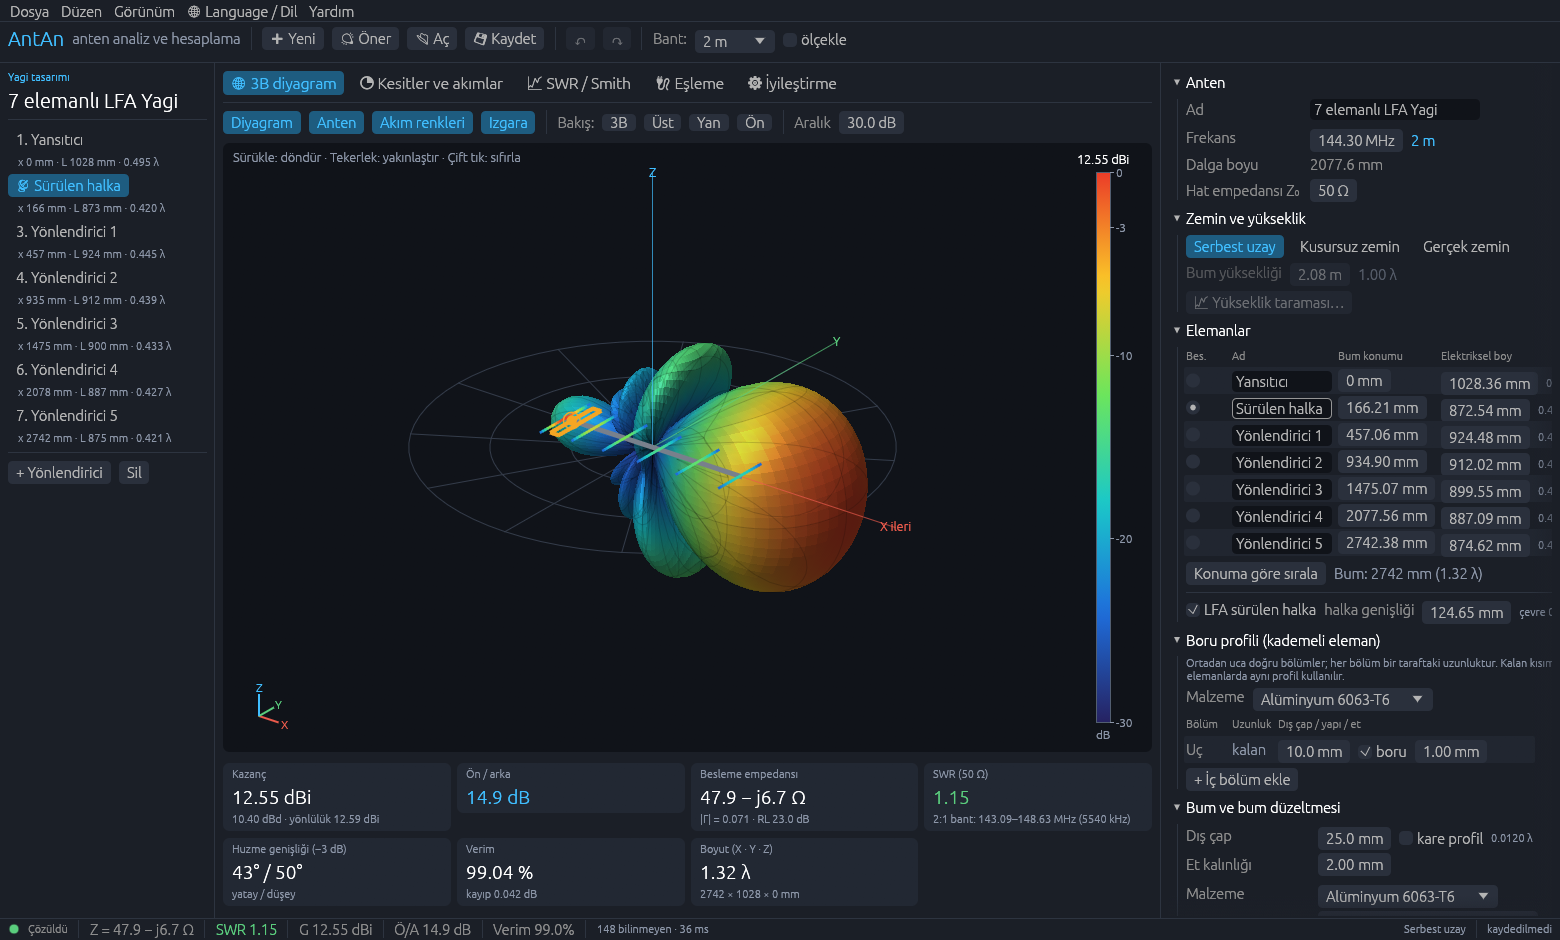 Dosya Düzen Görünüm Language / Dil Yardım
AntAn anten analiz ve hesaplama + Yeni Öner Aç Kaydet Bant: 2 m ölçekle
Yagi tasarımı
7 elemanlı LFA Yagi
1. Yansıtıcı
x 0 mm · L 1028 mm · 0.495 λ
Sürülen halka
x 166 mm · L 873 mm · 0.420 λ
3. Yönlendirici 1
x 457 mm · L 924 mm · 0.445 λ
4. Yönlendirici 2
x 935 mm · L 912 mm · 0.439 λ
5. Yönlendirici 3
x 1475 mm · L 900 mm · 0.433 λ
6. Yönlendirici 4
x 2078 mm · L 887 mm · 0.427 λ
7. Yönlendirici 5
x 2742 mm · L 875 mm · 0.421 λ
+ Yönlendirici Sil
3B diyagram Kesitler ve akımlar SWR / Smith Eşleme İyileştirme
Diyagram Anten Akım renkleri Izgara Bakış: 3B Üst Yan Ön Aralık 30.0 dB
Sürükle: döndür · Tekerlek: yakınlaştır · Çift tık: sıfırla
12.55 dBi
0
-3
-10
-20
-30
dB
Z
Y
X ileri
Z
Y
X
Kazanç
12.55 dBi
10.40 dBd · yönlülük 12.59 dBi
Ön / arka
14.9 dB
Besleme empedansı
47.9 − j6.7 Ω
|Γ| = 0.071 · RL 23.0 dB
SWR (50 Ω)
1.15
2:1 bant: 143.09–148.63 MHz (5540 kHz)
Huzme genişliği (−3 dB)
43° / 50°
yatay / düşey
Verim
99.04 %
kayıp 0.042 dB
Boyut (X · Y · Z)
1.32 λ
2742 × 1028 × 0 mm
Anten
Ad 7 elemanlı LFA Yagi
Frekans 144.30 MHz 2 m
Dalga boyu 2077.6 mm
Hat empedansı Z₀ 50 Ω
Zemin ve yükseklik
Serbest uzay Kusursuz zemin Gerçek zemin
Bum yüksekliği 2.08 m 1.00 λ
Yükseklik taraması…
Elemanlar
Bes. Ad Bum konumu Elektriksel boy
Yansıtıcı 0 mm 1028.36 mm 0
Sürülen halka 166.21 mm 872.54 mm 0.4
Yönlendirici 1 457.06 mm 924.48 mm 0.4
Yönlendirici 2 934.90 mm 912.02 mm 0.4
Yönlendirici 3 1475.07 mm 899.55 mm 0.4
Yönlendirici 4 2077.56 mm 887.09 mm 0.4
Yönlendirici 5 2742.38 mm 874.62 mm 0.4
Konuma göre sırala Bum: 2742 mm (1.32 λ)
LFA sürülen halka halka genişliği 124.65 mm çevre
Boru profili (kademeli eleman)
Ortadan uca doğru bölümler; her bölüm bir taraftaki uzunluktur. Kalan kısım
elemanlarda aynı profil kullanılır.
Malzeme Alüminyum 6063-T6
Bölüm Uzunluk Dış çap / yapı / et
Uç kalan 10.0 mm boru 1.00 mm
+ İç bölüm ekle
Bum ve bum düzeltmesi
Dış çap 25.0 mm kare profil 0.0120 λ
Et kalınlığı 2.00 mm
Malzeme Alüminyum 6063-T6
Çözüldü Z = 47.9 − j6.7 Ω SWR 1.15 G 12.55 dBi Ö/A 14.9 dB Verim 99.0% 148 bilinmeyen · 36 ms Serbest uzay kaydedilmedi